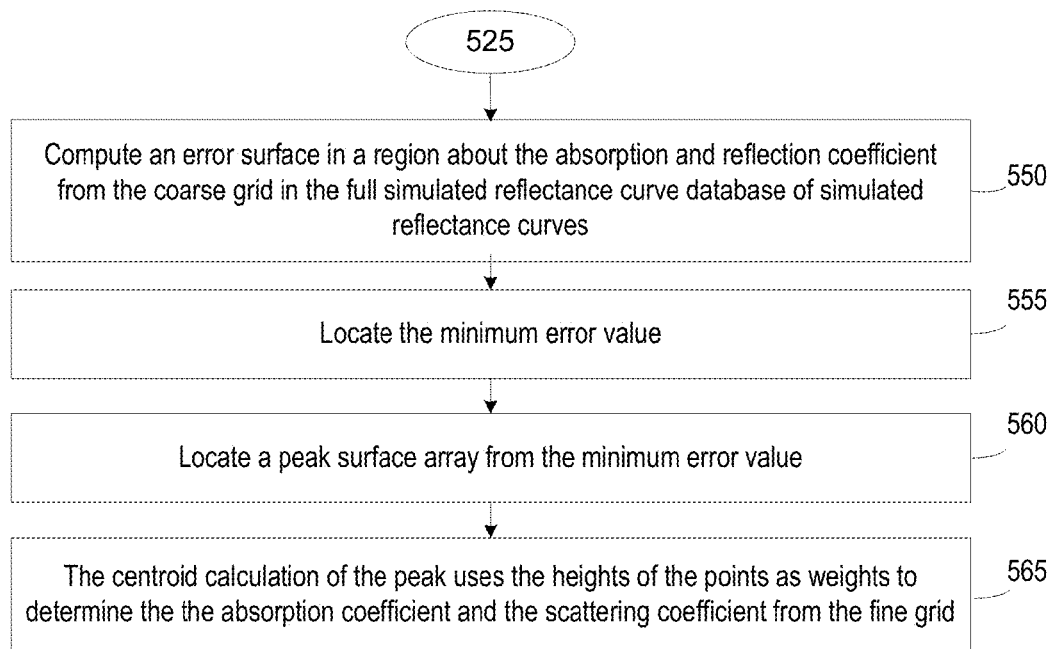 525
Compute an error surface in a region about the absorption and reflection coefficient
from the coarse grid in the full simulated reflectance curve database of simulated
reflectance curves
550
Locate the minimum error value
555
Locate a peak surface array from the minimum error value
560
The centroid calculation of the peak uses the heights of the points as weights to
determine the the absorption coefficient and the scattering coefficient from the fine grid
565